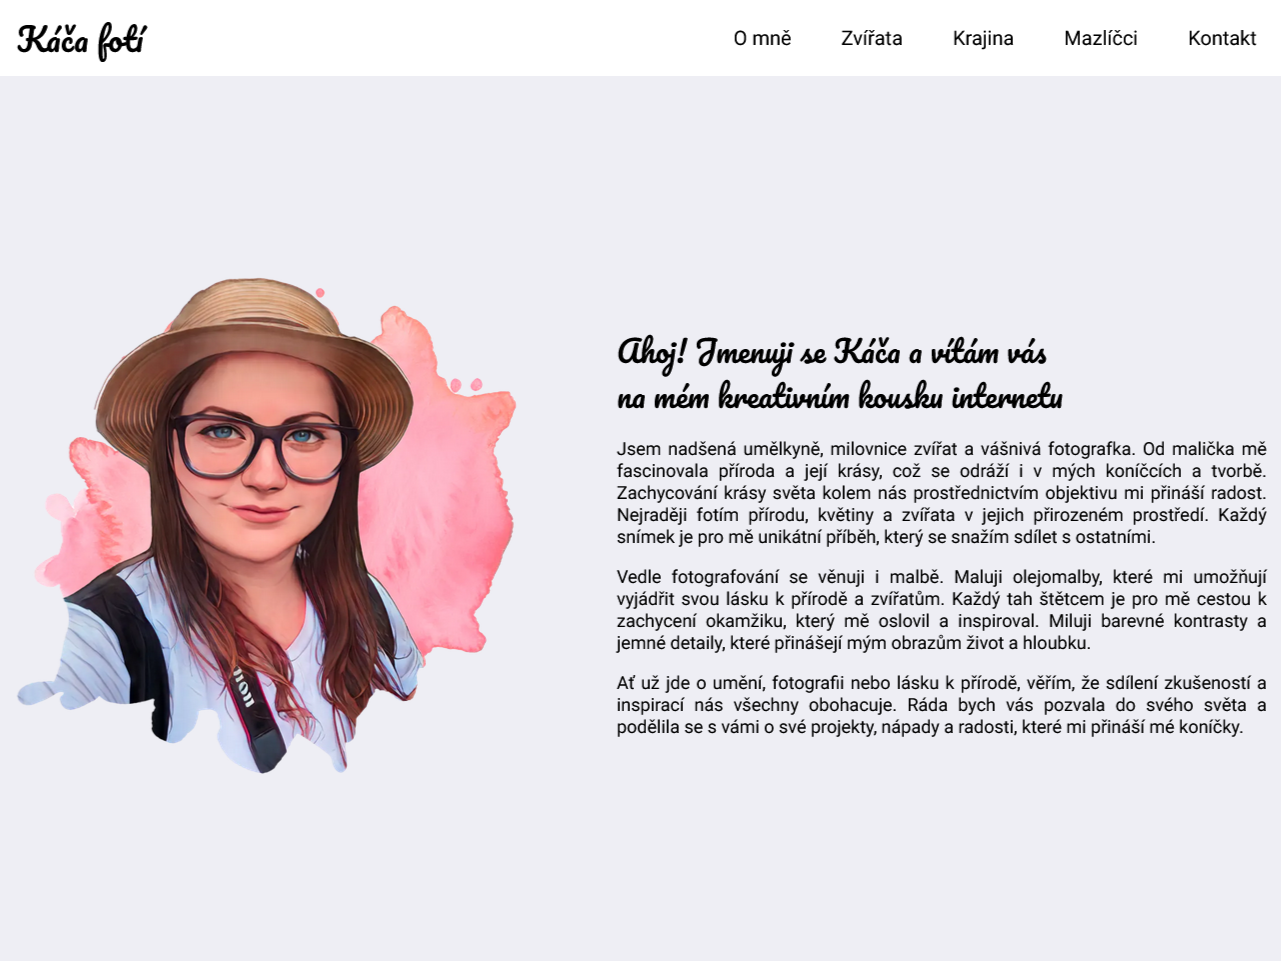 Káča fotí
O mně Zvířata Krajina Mazlíčci Kontakt
Ahoj! Jmenuji se Káča a vítám vás
na mém kreativním kousku internetu
Jsem nadšená umělkyně, milovnice zvířat a vášnivá fotografka. Od malička mě
fascinovala příroda a její krásy, což se odráží i v mých koníčcích a tvorbě.
Zachycování krásy světa kolem nás prostřednictvím objektivu mi přináší radost.
Nejraději fotím přírodu, květiny a zvířata v jejich přirozeném prostředí. Každý
snímek je pro mě unikátní příběh, který se snažím sdílet s ostatními.
Vedle fotografování se věnuji i malbě. Maluji olejomalby, které mi umožňují
vyjádřit svou lásku k přírodě a zvířatům. Každý tah štětcem je pro mě cestou k
zachycení okamžiku, který mě oslovil a inspiroval. Miluji barevné kontrasty a
jemné detaily, které přinášejí mým obrazům život a hloubku.
Ať už jde o umění, fotografii nebo lásku k přírodě, věřím, že sdílení zkušeností a
inspirací nás všechny obohacuje. Ráda bych vás pozvala do svého světa a
podělila se s vámi o své projekty, nápady a radosti, které mi přináší mé koníčky.